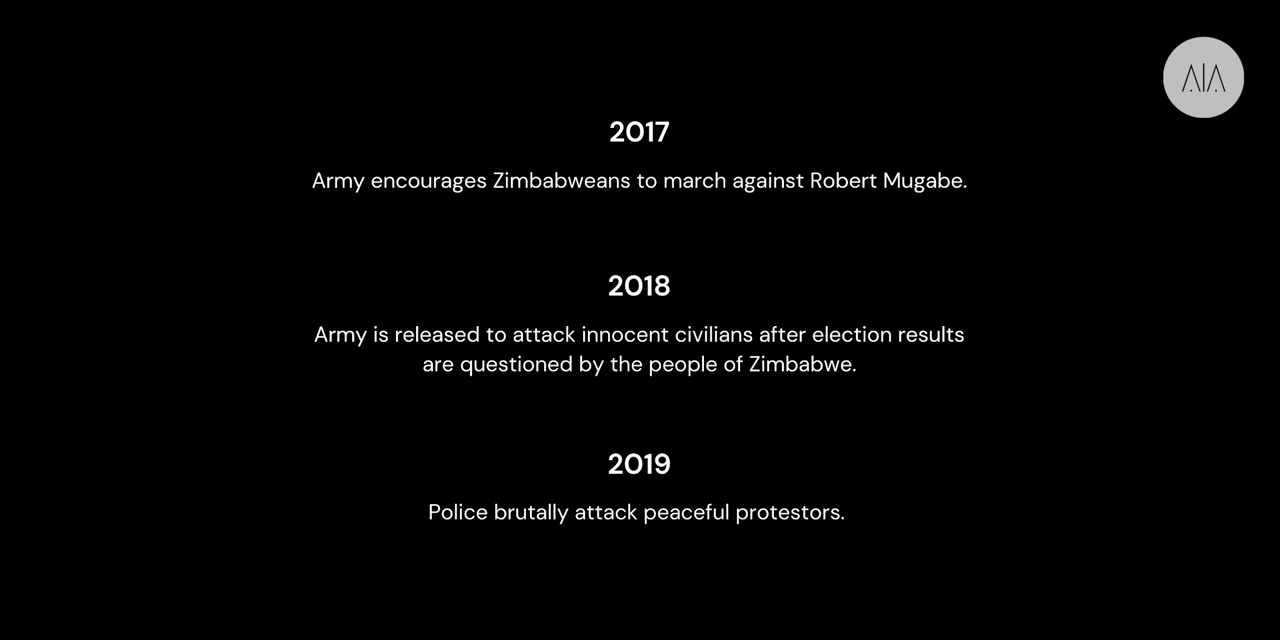 AIA
2017
Army encourages Zimbabweans to march against Robert Mugabe.
2018
Army is released to attack innocent civilians after election results
are questioned by the people of Zimbabwe.
2019
Police brutally attack peaceful protestors.